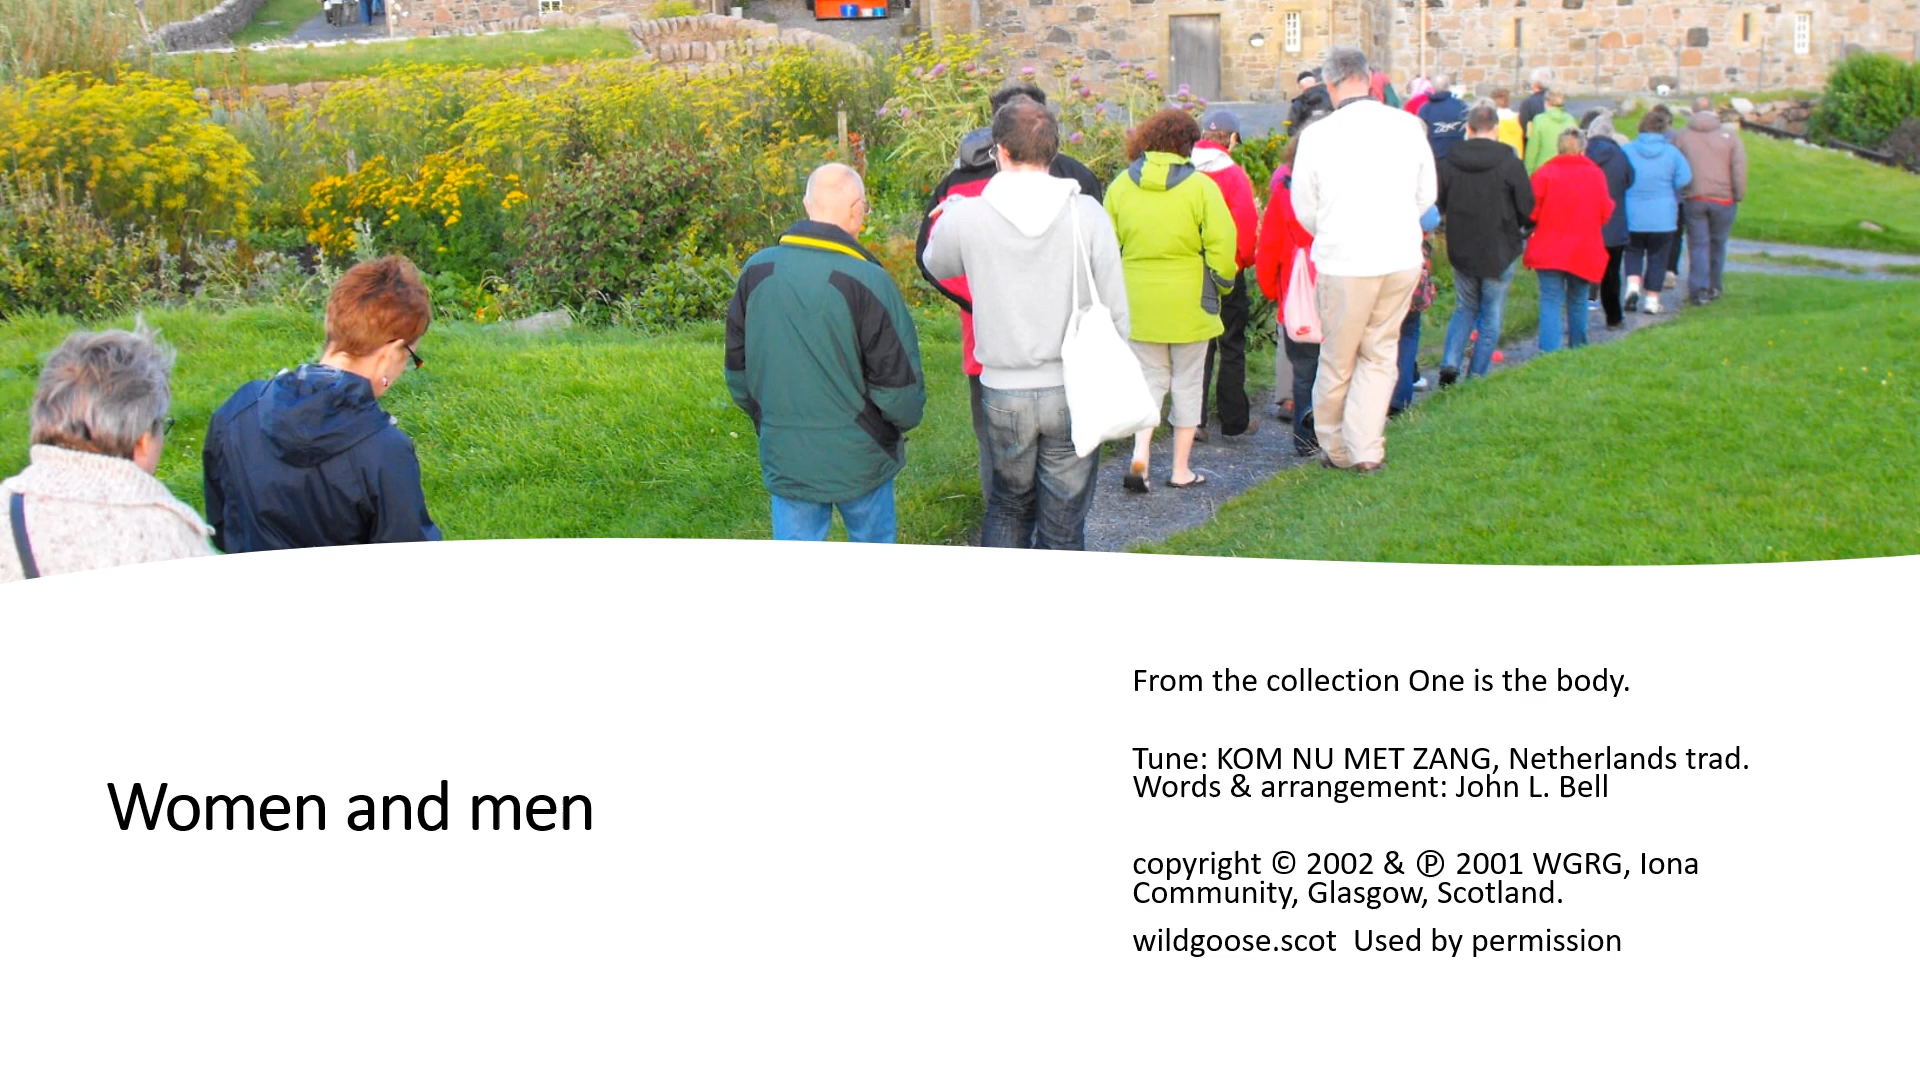 Women and men
From the collection One is the body.
Tune: KOM NU MET ZANG, Netherlands trad.
Words & arrangement: John L. Bell
copyright © 2002 & ℗ 2001 WGRG, Iona
Community, Glasgow, Scotland.
wildgoose.scot  Used by permission